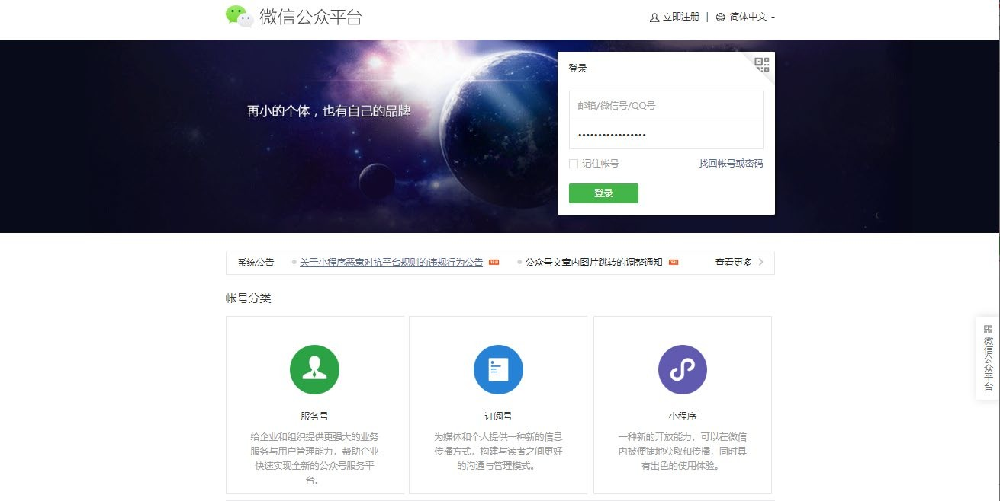 微信公众平台
立即注册 | 简体中文
登录
再小的个体，也有自己的品牌
邮箱/微信号/QQ号
•••••••••••••••••
记住帐号 找回帐号或密码
登录
系统公告 关于小程序恶意对抗平台规则的违规行为公告 NEW 公众号文章内图片跳转的调整通知 NEW 查看更多
帐号分类
服务号
给企业和组织提供更强大的业务
服务与用户管理能力，帮助企业
快速实现全新的公众号服务平
台。
订阅号
为媒体和个人提供一种新的信息
传播方式，构建与读者之间更好
的沟通与管理模式。
小程序
一种新的开放能力，可以在微信
内被便捷地获取和传播，同时具
有出色的使用体验。
微信公众平台